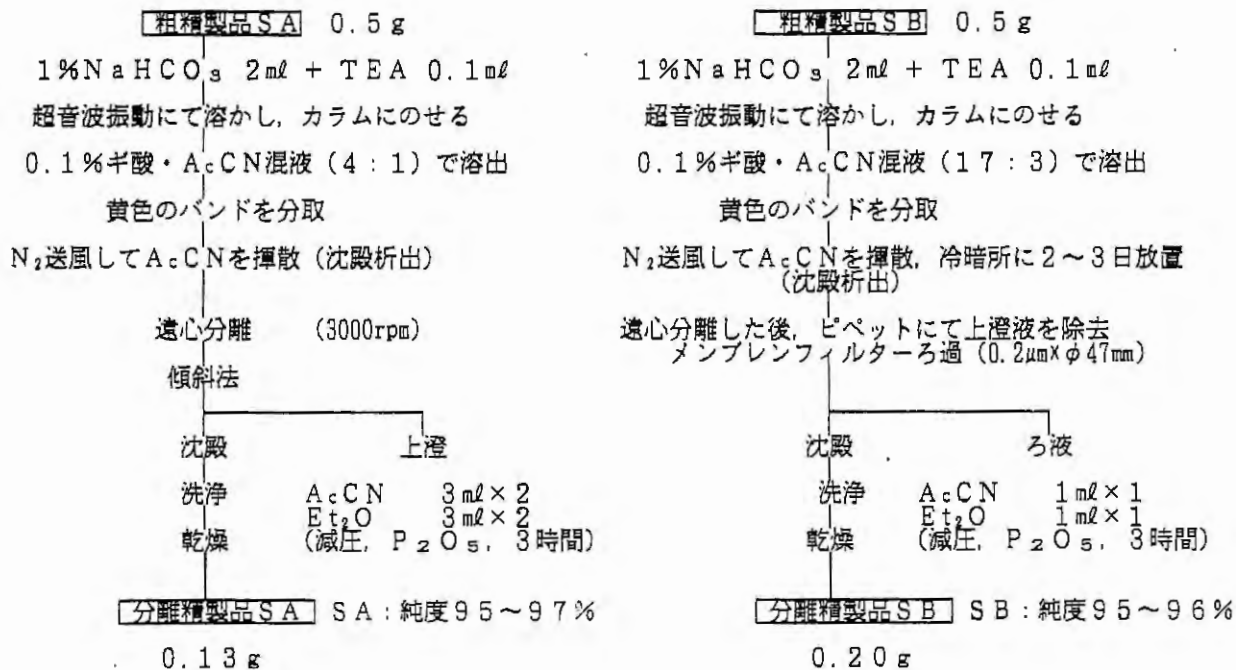 粗精製品SA 0.5g
1%NaHCO₃ 2mℓ + TEA 0.1mℓ
超音波振動にて溶かし,カラムにのせる
0.1%ギ酸・AcCN混液(4:1)で溶出
黄色のバンドを分取
N₂送風してAcCNを揮散(沈殿析出)
遠心分離 (3000rpm)
傾斜法
沈殿 上澄
洗浄 AcCN 3mℓ×2
Et₂O 3mℓ×2
乾燥 (減圧, P₂O₅, 3時間)
分離精製品SA SA:純度95~97%
0.13g
粗精製品SB 0.5g
1%NaHCO₃ 2mℓ + TEA 0.1mℓ
超音波振動にて溶かし,カラムにのせる
0.1%ギ酸・AcCN混液(17:3)で溶出
黄色のバンドを分取
N₂送風してAcCNを揮散,冷暗所に2~3日放置
(沈殿析出)
遠心分離した後,ピペットにて上澄液を除去
メンブレンフィルターろ過(0.2μm×φ47mm)
沈殿 ろ液
洗浄 AcCN 1mℓ×1
Et₂O 1mℓ×1
乾燥 (減圧, P₂O₅, 3時間)
分離精製品SB SB:純度95~96%
0.20g